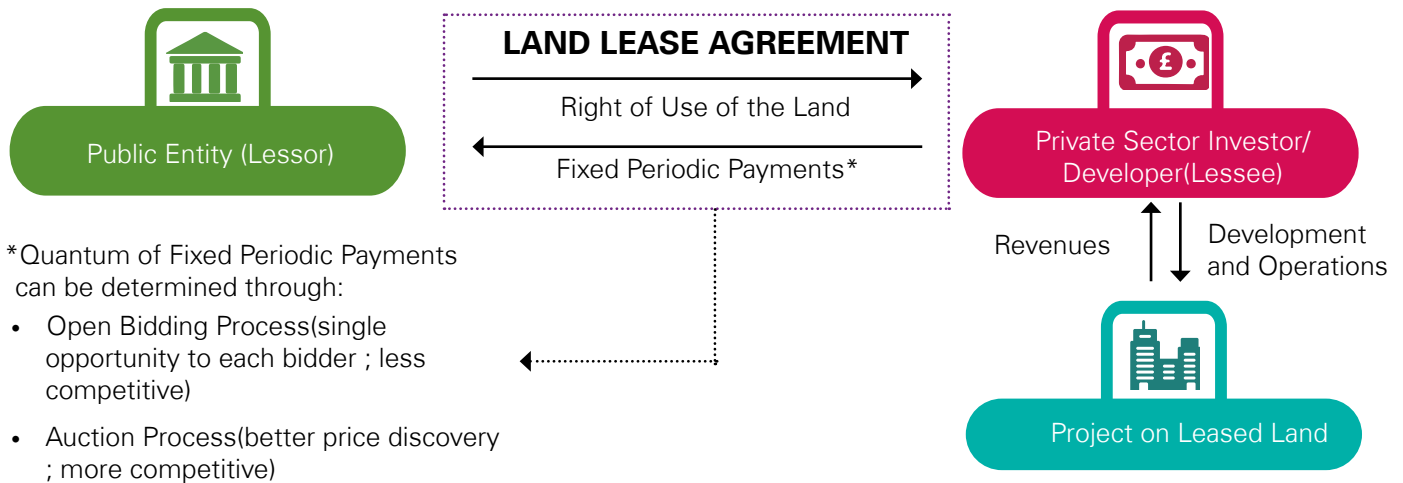 LAND LEASE AGREEMENT
Right of Use of the Land
Fixed Periodic Payments*
Public Entity (Lessor)
£
Private Sector Investor/
Developer(Lessee)
Revenues
Development
and Operations
Project on Leased Land
*Quantum of Fixed Periodic Payments
can be determined through:
• Open Bidding Process(single
opportunity to each bidder ; less
competitive)
• Auction Process(better price discovery
; more competitive)